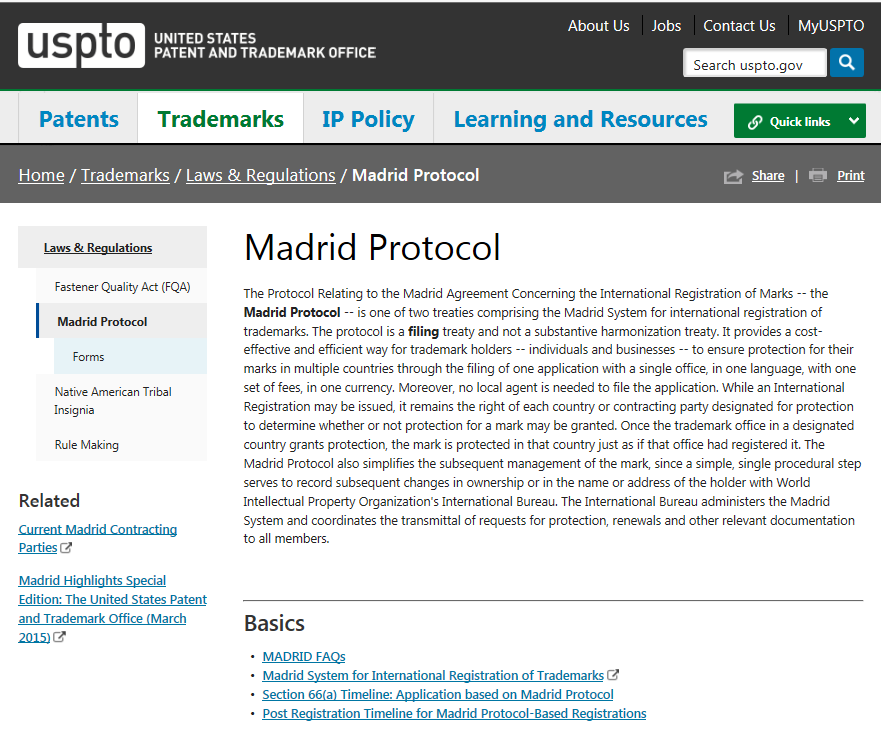 About Us
Jobs
Contact Us
MyUSPTO
uspto
UNITED STATES
PATENT AND TRADEMARK OFFICE
Search uspto.gov
Patents
Trademarks
IP Policy
Learning and Resources
Quick links
Home / Trademarks / Laws & Regulations / Madrid Protocol
Share | Print
Laws & Regulations
Fastener Quality Act (FQA)
Madrid Protocol
Forms
Native American Tribal
Insignia
Rule Making
Related
Current Madrid Contracting
Parties
Madrid Highlights Special
Edition: The United States Patent
and Trademark Office (March
2015)
Madrid Protocol
The Protocol Relating to the Madrid Agreement Concerning the International Registration of Marks -- the
Madrid Protocol -- is one of two treaties comprising the Madrid System for international registration of
trademarks. The protocol is a filing treaty and not a substantive harmonization treaty. It provides a cost-
effective and efficient way for trademark holders -- individuals and businesses -- to ensure protection for their
marks in multiple countries through the filing of one application with a single office, in one language, with one
set of fees, in one currency. Moreover, no local agent is needed to file the application. While an International
Registration may be issued, it remains the right of each country or contracting party designated for protection
to determine whether or not protection for a mark may be granted. Once the trademark office in a designated
country grants protection, the mark is protected in that country just as if that office had registered it. The
Madrid Protocol also simplifies the subsequent management of the mark, since a simple, single procedural step
serves to record subsequent changes in ownership or in the name or address of the holder with World
Intellectual Property Organization's International Bureau. The International Bureau administers the Madrid
System and coordinates the transmittal of requests for protection, renewals and other relevant documentation
to all members.
Basics
• MADRID FAQs
• Madrid System for International Registration of Trademarks
• Section 66(a) Timeline: Application based on Madrid Protocol
• Post Registration Timeline for Madrid Protocol-Based Registrations